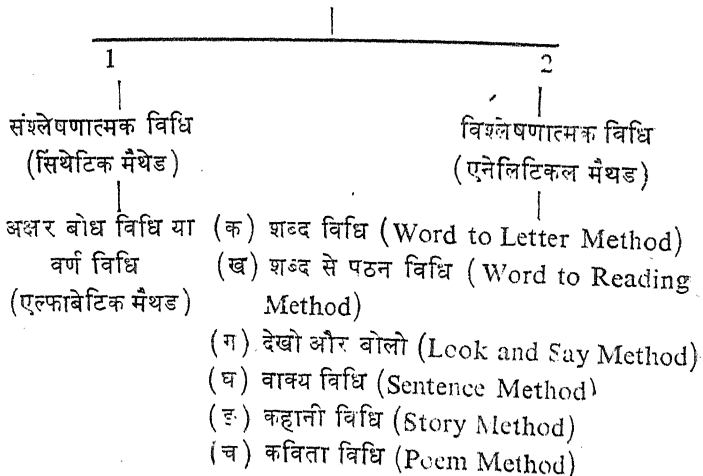 1 2
संश्लेषणात्मक विधि विश्लेषणात्मक विधि
(सिंथेटिक मैथेड) (एनेलिटिकल मैथड)
अक्षर बोध विधि या (क) शब्द विधि (Word to Letter Method)
वर्ण विधि (ख) शब्द से पठन विधि ( Word to Reading
(एल्फाबेटिक मैथड) Method)
(ग) देखो और बोलो (Look and Say Method)
(घ) वाक्य विधि (Sentence Method)
(ङ) कहानी विधि (Story Method)
(च) कविता विधि (Poem Method)